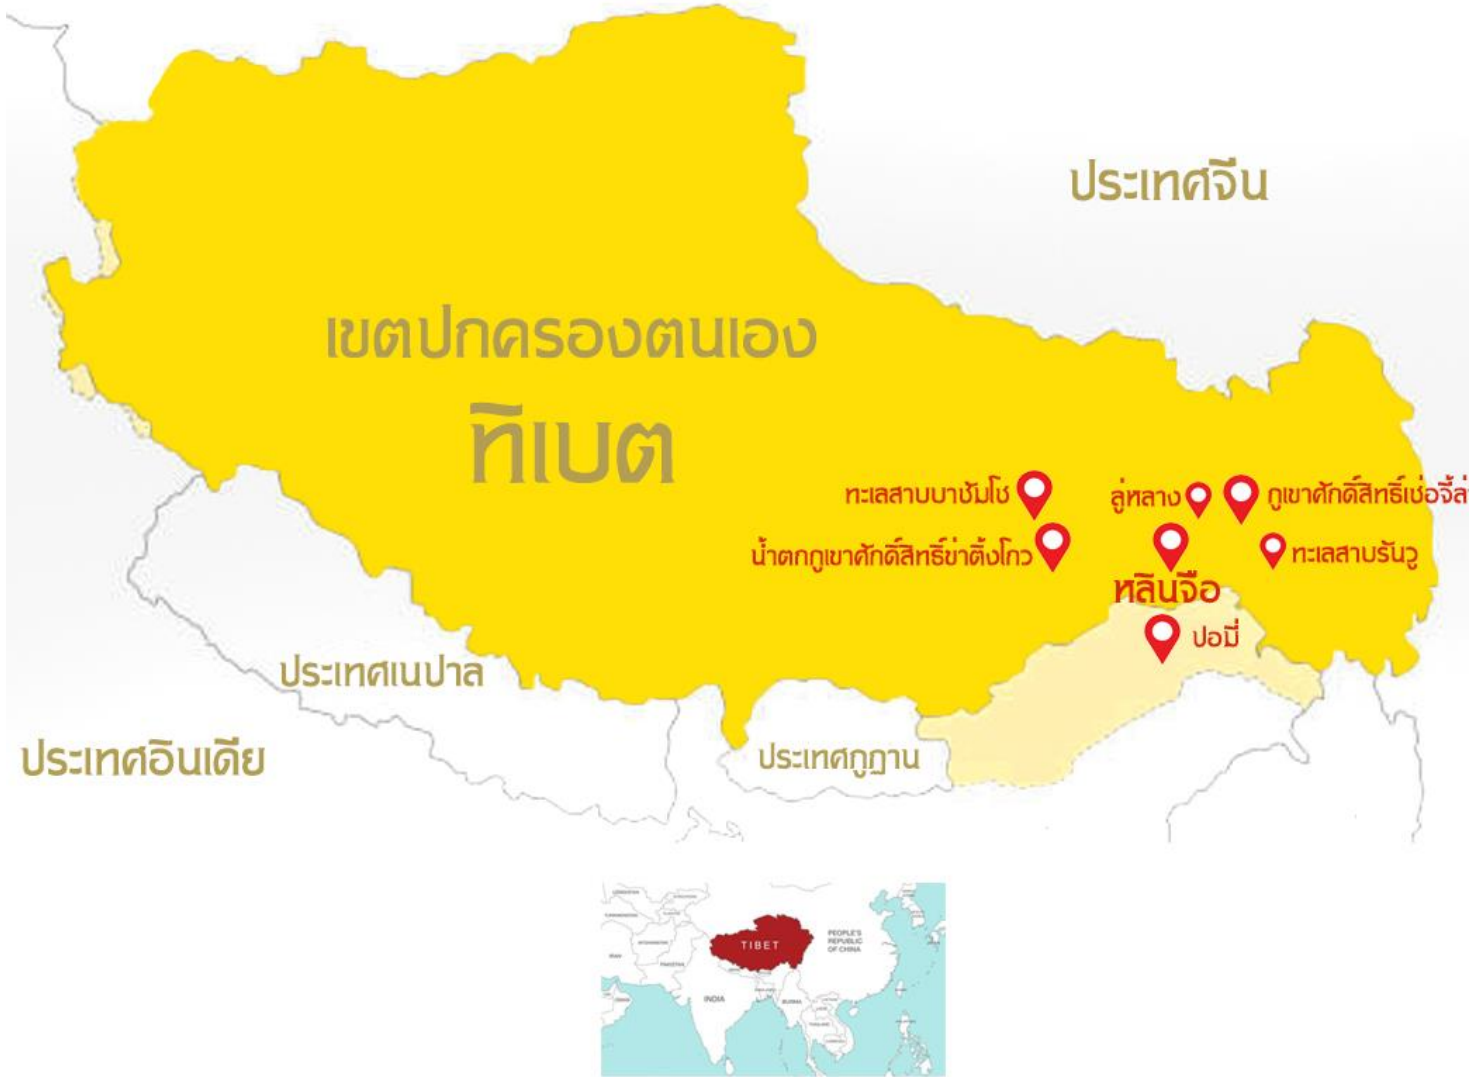 ประเทศจีน
เขตปกครองตนเอง
ทิเบต
ทะเลสาบบาซัมโซ
ลู่หลาง
ภูเขาศักดิ์สิทธิ์เช่อจี้ล่
น้ำตกภูเขาศักดิ์สิทธิ์ข่าติ้งโกว
ทะเลสาบรันวู
หลินจือ
ปอมี่
ประเทศเนปาล
ประเทศอินเดีย
ประเทศภูฏาน
TIBET
PEOPLE'S
REPUBLIC
OF CHINA
INDIA
BURMA